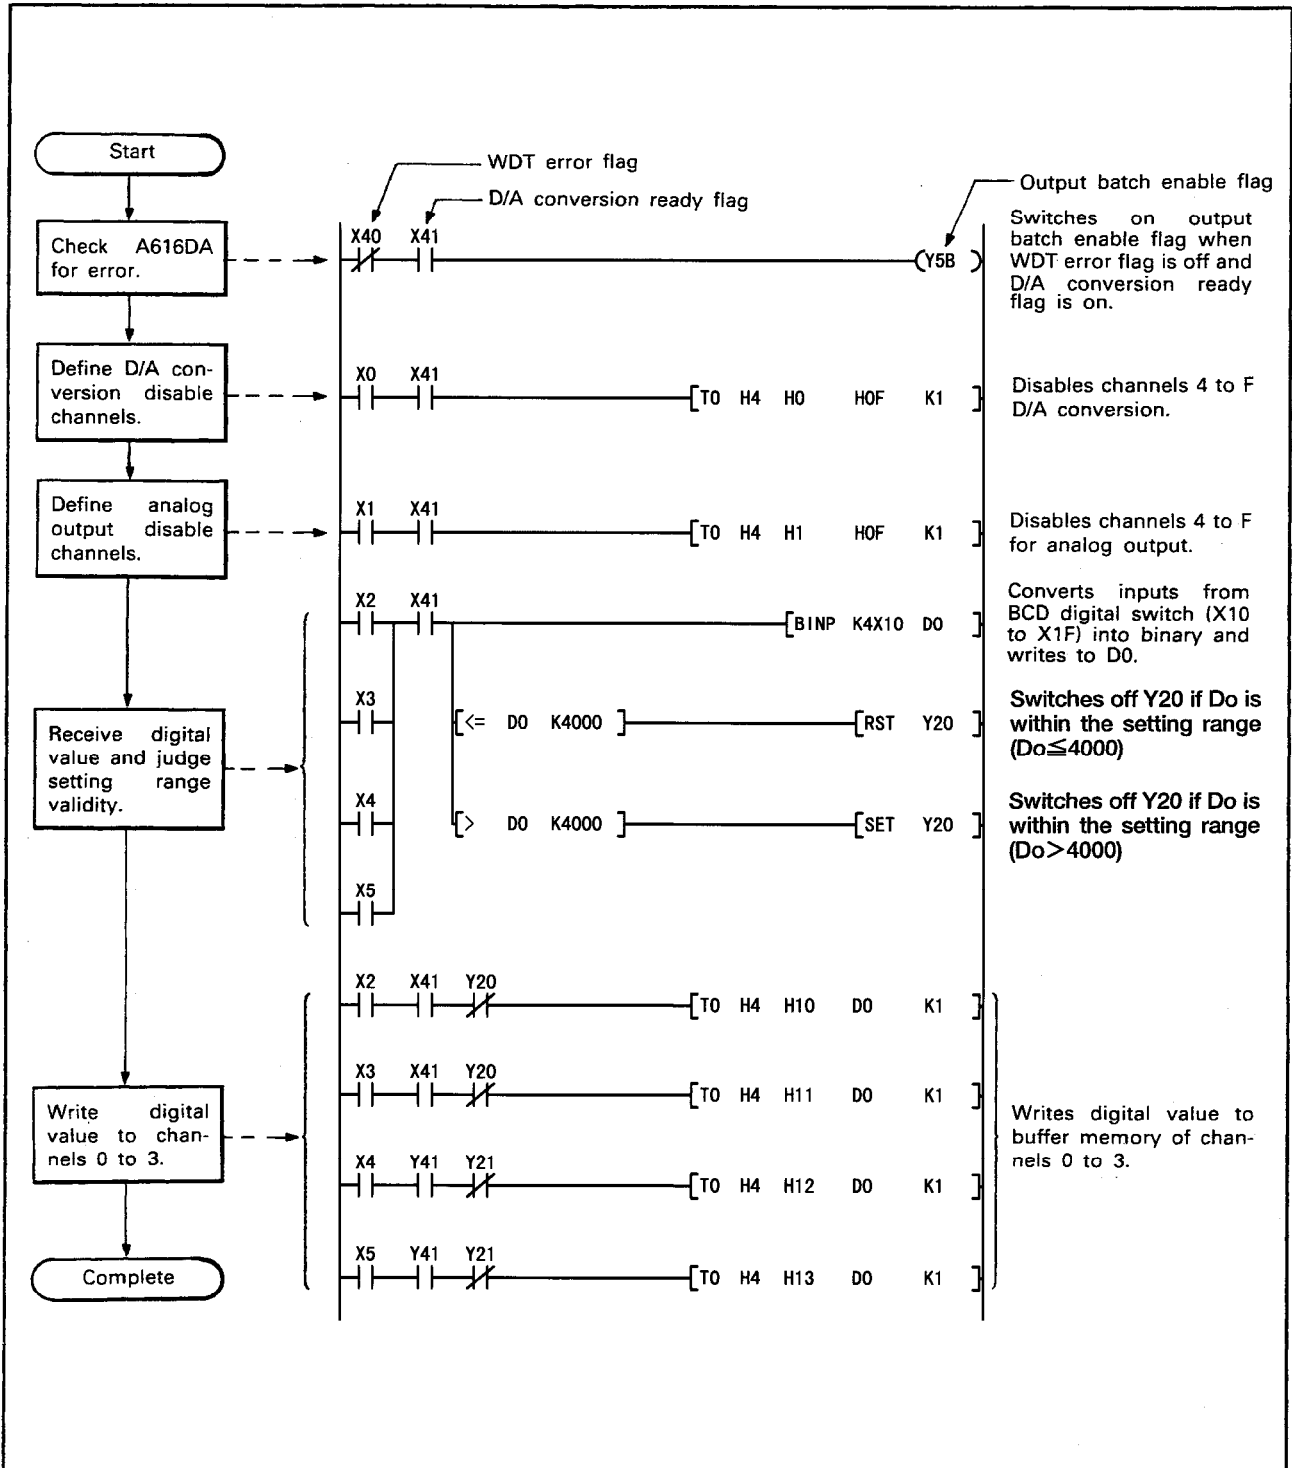 Start
WDT error flag
D/A conversion ready flag
Output batch enable flag
Check A616DA
for error.
X40 X41
Y5B
Switches on output
batch enable flag when
WDT error flag is off and
D/A conversion ready
flag is on.
Define D/A con-
version disable
channels.
X0 X41
[TO H4 H0 H0F K1 ]
Disables channels 4 to F
D/A conversion.
Define analog
output disable
channels.
X1 X41
[TO H4 H1 H0F K1 ]
Disables channels 4 to F
for analog output.
X2 X41
[BINP K4X10 D0 ]
Converts inputs from
BCD digital switch (X10
to X1F) into binary and
writes to D0.
Receive digital
value and judge
setting range
validity.
X3
[<= D0 K4000 ]
[RST Y20 ]
Switches off Y20 if Do is
within the setting range
(Do≦4000)
X4
[> D0 K4000 ]
[SET Y20 ]
Switches off Y20 if Do is
within the setting range
(Do>4000)
X5
Write digital
value to chan-
nels 0 to 3.
X2 X41 Y20
[TO H4 H10 D0 K1 ]
X3 X41 Y20
[TO H4 H11 D0 K1 ]
Writes digital value to
buffer memory of chan-
nels 0 to 3.
X4 Y41 Y21
[TO H4 H12 D0 K1 ]
X5 Y41 Y21
[TO H4 H13 D0 K1 ]
Complete